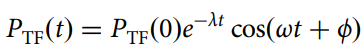 P_TF(t) = P_TF(0)e^{−λt} cos(ωt + ϕ)